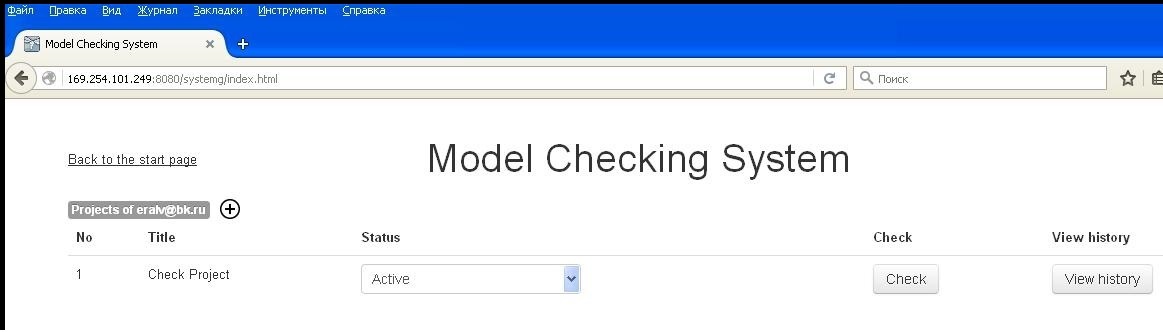 Файл Правка Вид Журнал Закладки Инструменты Справка
Model Checking System
169.254.101.249:8080/systemg/index.html
Поиск
Back to the start page
Model Checking System
Projects of eralv@bk.ru
No Title Status Check View history
1 Check Project Active Check View history